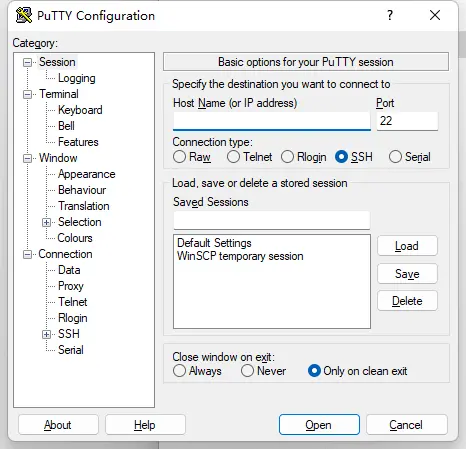 PuTTY Configuration
?
Category:
Session
Logging
Terminal
Keyboard
Bell
Features
Window
Appearance
Behaviour
Translation
Selection
Colours
Connection
Data
Proxy
Telnet
Rlogin
SSH
Serial
Basic options for your PuTTY session
Specify the destination you want to connect to
Host Name (or IP address) Port
22
Connection type:
Raw Telnet Rlogin SSH Serial
Load, save or delete a stored session
Saved Sessions
Default Settings
WinSCP temporary session
Load
Save
Delete
Close window on exit:
Always Never Only on clean exit
About Help Open Cancel